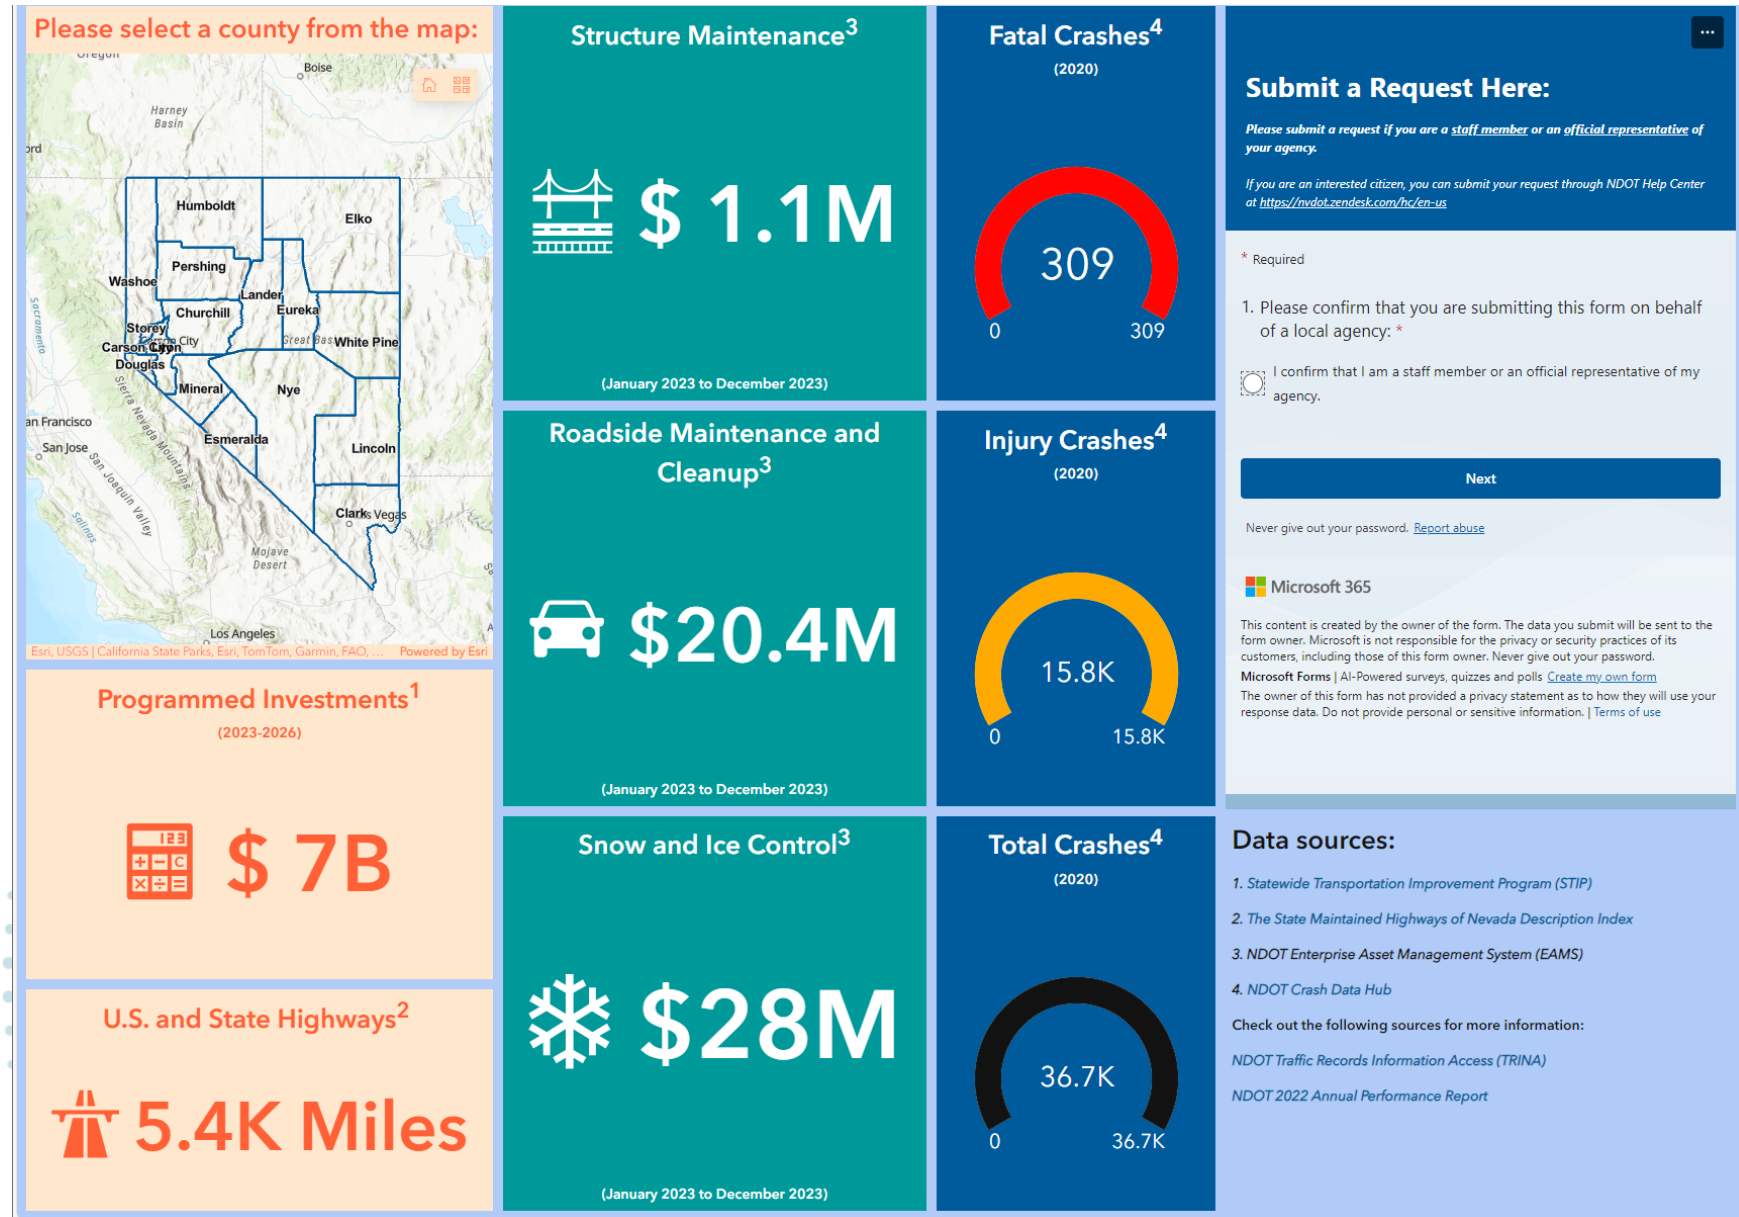 Please select a county from the map:
Oregon
Boise
Harney
Basin
ord
Humboldt
Elko
Pershing
Washoe
Lander
Eureka
Churchill
Storey
Carson City
Great Bas
White Pine
Carson City
Lyon
Douglas
Sacramento
Mineral
Nye
Sierra Nevada Mountains
an Francisco
San Jose
Esmeralda
Lincoln
San Joaquin Valley
Salinas
Clark
s Vegas
Mojave
Desert
Los Angeles
Esri, USGS | California State Parks, Esri, TomTom, Garmin, FAO, ... Powered by Esri
Programmed Investments1
(2023-2026)
123
$ 7B
U.S. and State Highways2
5.4K Miles
Structure Maintenance3
$ 1.1M
(January 2023 to December 2023)
Roadside Maintenance and
Cleanup3
$20.4M
(January 2023 to December 2023)
Snow and Ice Control3
$28M
(January 2023 to December 2023)
Fatal Crashes4
(2020)
309
0 309
Injury Crashes4
(2020)
15.8K
0 15.8K
Total Crashes4
(2020)
36.7K
0 36.7K
...
Submit a Request Here:
Please submit a request if you are a staff member or an official representative of
your agency.
If you are an interested citizen, you can submit your request through NDOT Help Center
at https://nvdot.zendesk.com/hc/en-us
* Required
1. Please confirm that you are submitting this form on behalf
of a local agency: *
I confirm that I am a staff member or an official representative of my
agency.
Next
Never give out your password. Report abuse
Microsoft 365
This content is created by the owner of the form. The data you submit will be sent to the
form owner. Microsoft is not responsible for the privacy or security practices of its
customers, including those of this form owner. Never give out your password.
Microsoft Forms | AI-Powered surveys, quizzes and polls Create my own form
The owner of this form has not provided a privacy statement as to how they will use your
response data. Do not provide personal or sensitive information. | Terms of use
Data sources:
1. Statewide Transportation Improvement Program (STIP)
2. The State Maintained Highways of Nevada Description Index
3. NDOT Enterprise Asset Management System (EAMS)
4. NDOT Crash Data Hub
Check out the following sources for more information:
NDOT Traffic Records Information Access (TRINA)
NDOT 2022 Annual Performance Report